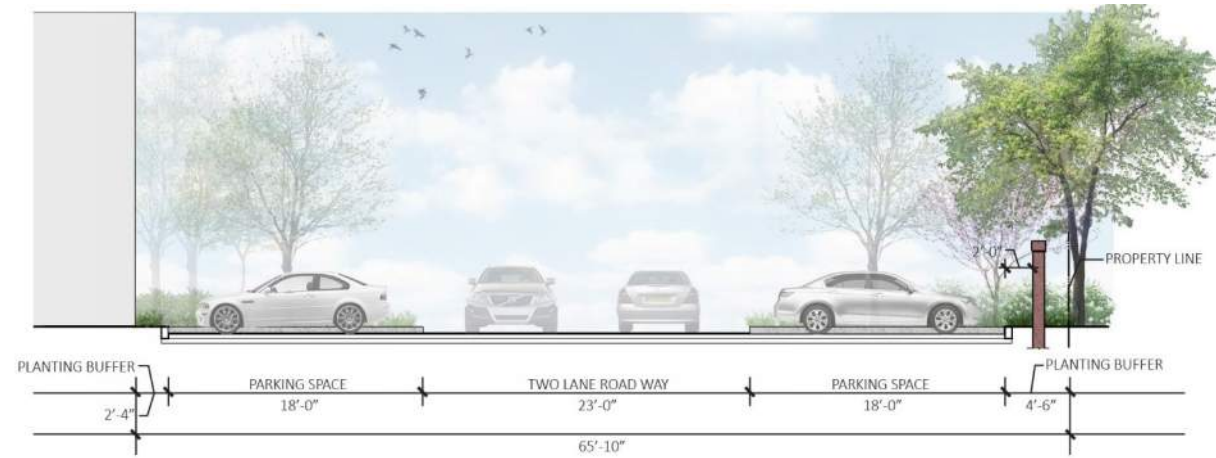 2'-0"
PROPERTY LINE
PLANTING BUFFER
PARKING SPACE
TWO LANE ROAD WAY
PARKING SPACE
PLANTING BUFFER
2'-4"
18'-0"
23'-0"
18'-0"
4'-6"
65'-10"